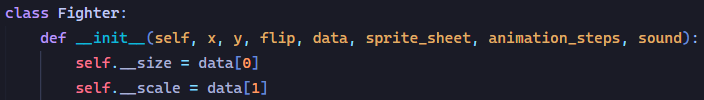 class Fighter:
    def __init__(self, x, y, flip, data, sprite_sheet, animation_steps, sound):
        self.__size = data[0]
        self.__scale = data[1]